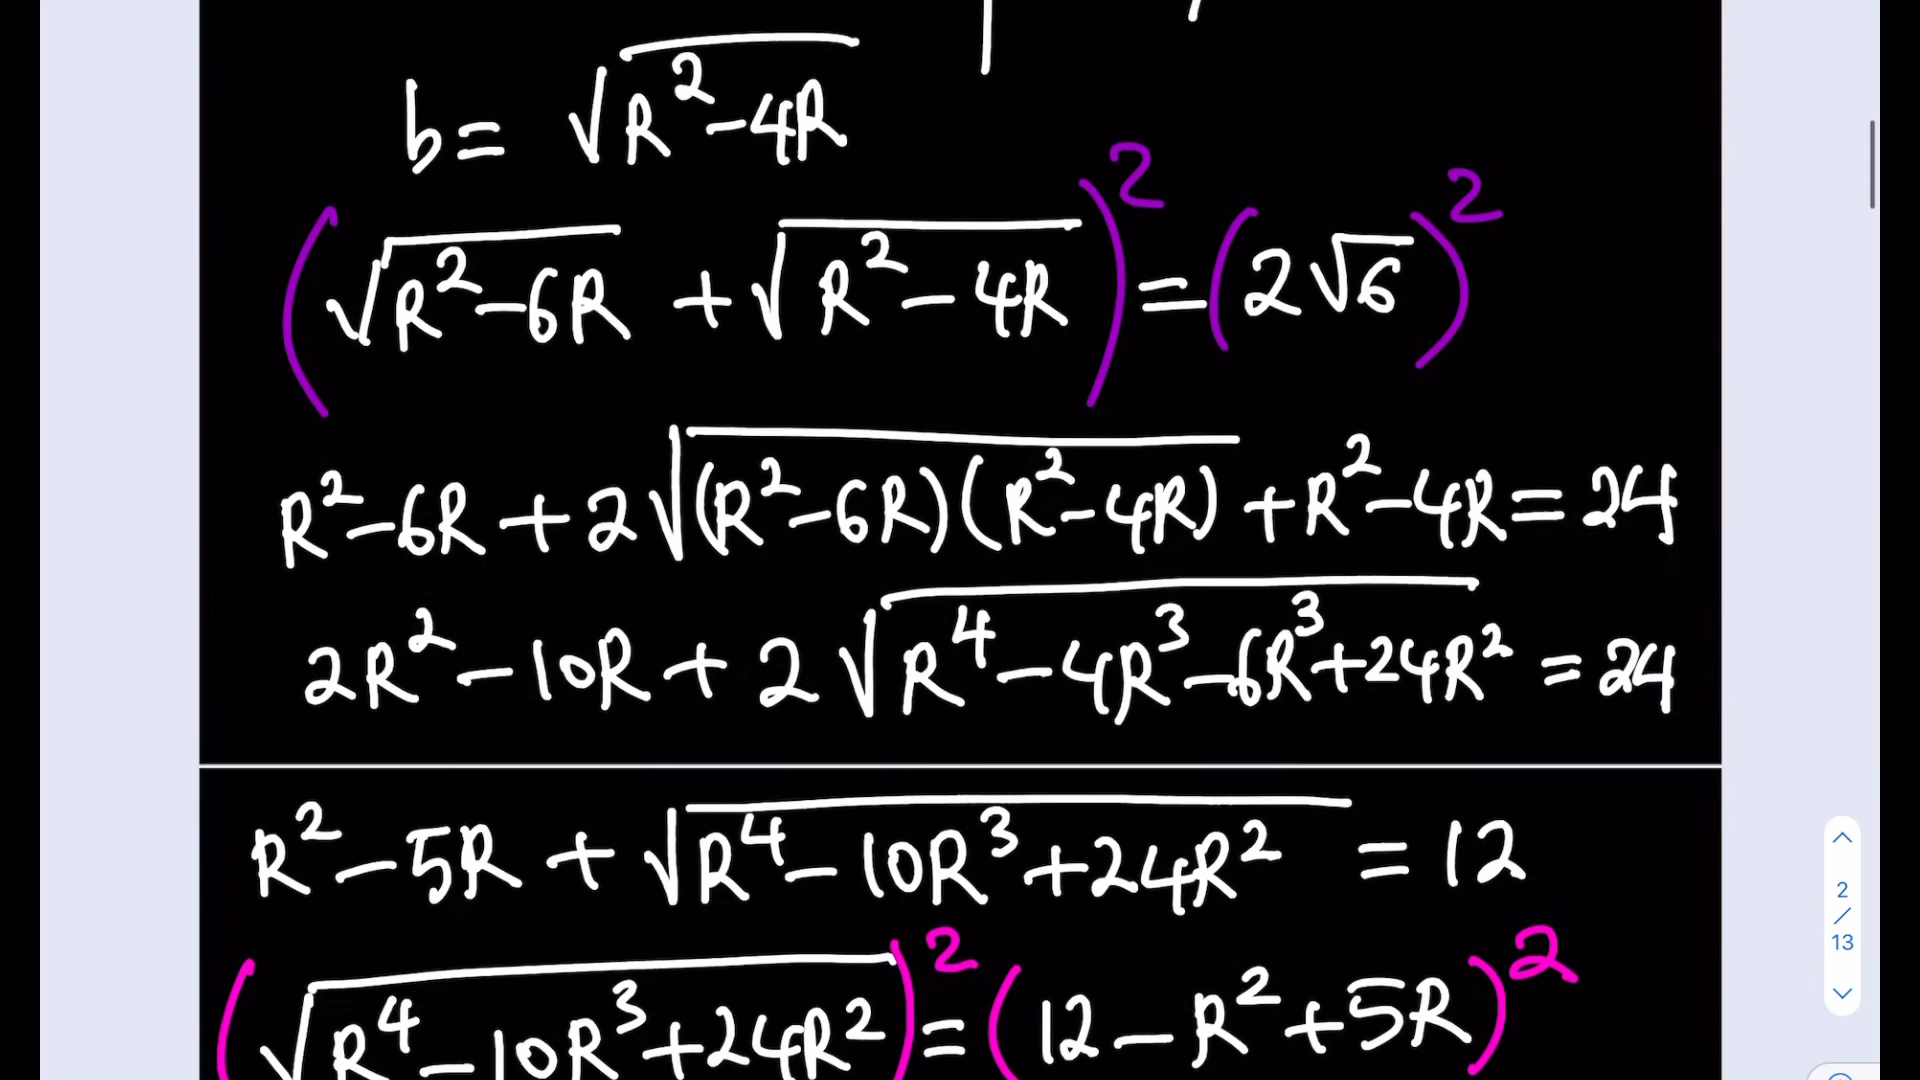 b = √(R² - 4R)
(√(R² - 6R) + √(R² - 4R))² = (2√6)²
R² - 6R + 2√((R² - 6R)(R² - 4R)) + R² - 4R = 24
2R² - 10R + 2√(R⁴ - 4R³ - 6R³ + 24R²) = 24
R² - 5R + √(R⁴ - 10R³ + 24R²) = 12
(√(R⁴ - 10R³ + 24R²))² = (12 - R² + 5R)²
2
/
13